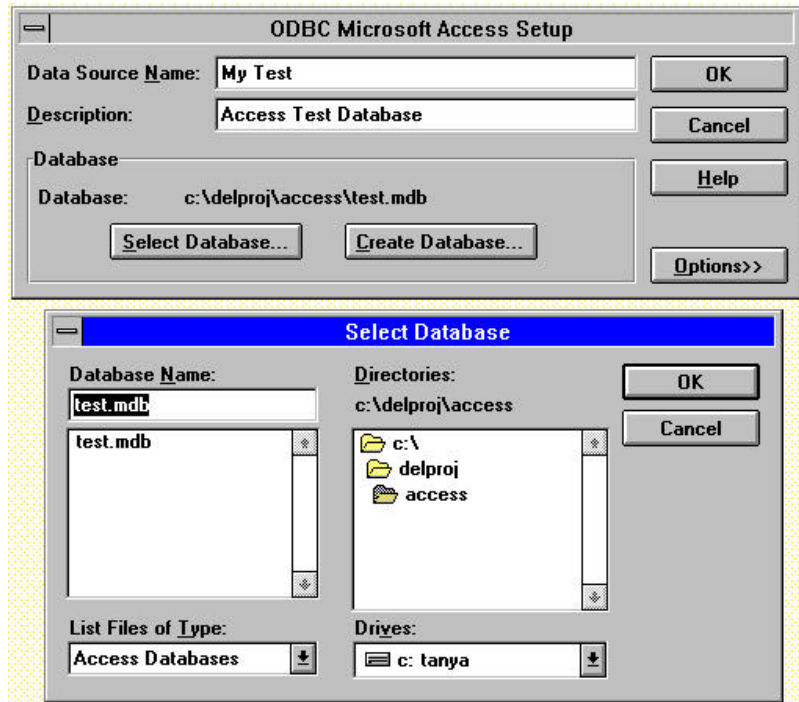 ODBC Microsoft Access Setup
Data Source Name: My Test
OK
Description: Access Test Database
Cancel
Database
Help
Database: c:\delproj\access\test.mdb
Select Database... Create Database...
Options>>
Select Database
Database Name:
test.mdb
test.mdb
Directories:
c:\delproj\access
c:\
delproj
access
OK
Cancel
List Files of Type:
Access Databases
Drives:
c: tanya